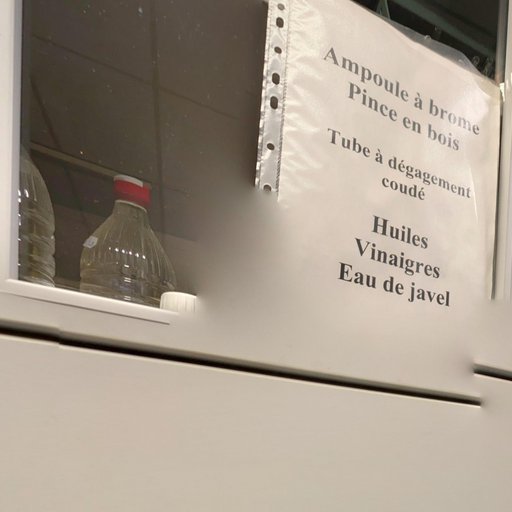 Ampoule à brome
Pince en bois
Tube à dégagement
coudé
Huiles
Vinaigres
Eau de javel